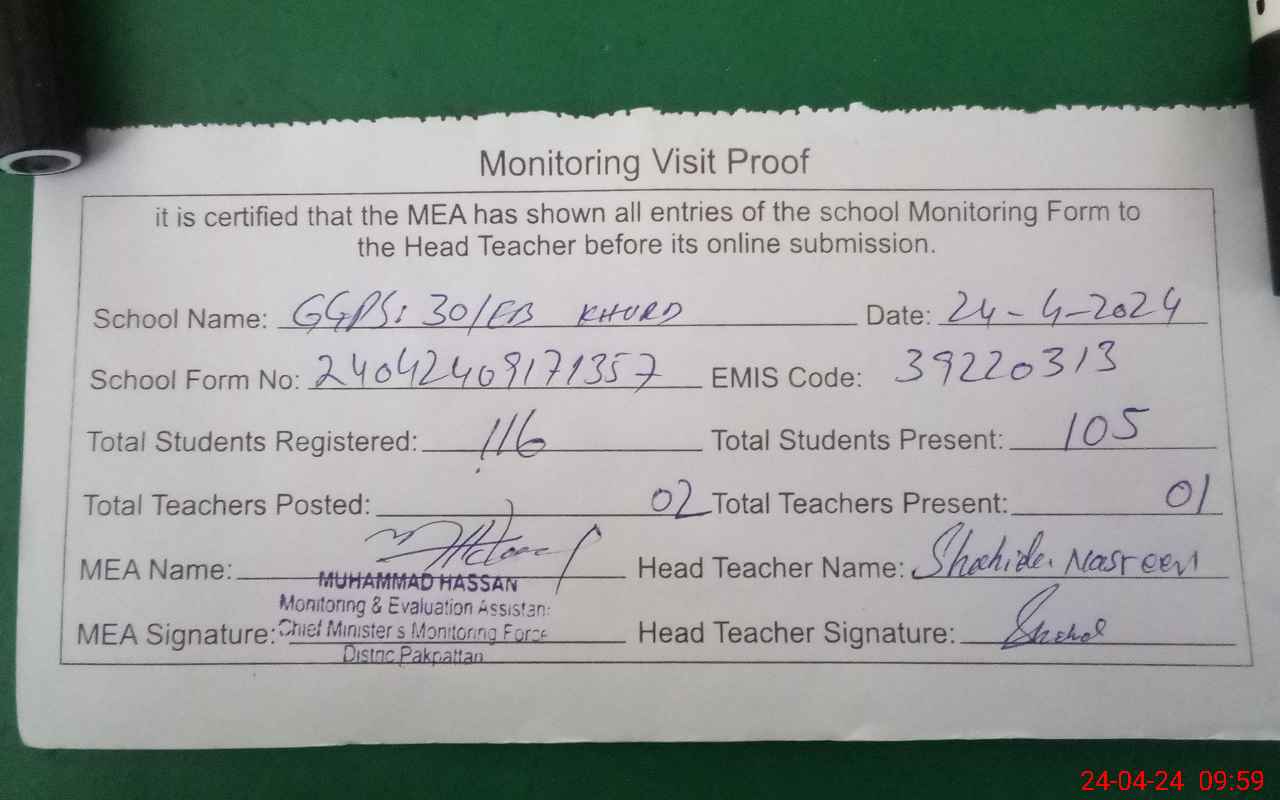 Monitoring Visit Proof
it is certified that the MEA has shown all entries of the school Monitoring Form to
the Head Teacher before its online submission.
School Name: GGPS: 30/EB KHURD Date: 24-4-2024
School Form No: 24042409171357 EMIS Code: 39220313
Total Students Registered: 116 Total Students Present: 105
Total Teachers Posted: 02 Total Teachers Present: 01
MEA Name: Head Teacher Name: Shahida Nasreen
MUHAMMAD HASSAN
Monitoring & Evaluation Assistant
MEA Signature: Chief Minister's Monitoring Force Head Teacher Signature:
District Pakpattan
24-04-24 09:59